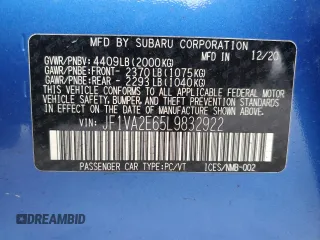 MFD BY SUBARU CORPORATION
GVWR/PNBV: 4409LB (2000KG) 12/20
GAWR/PNBE: FRONT- 2370LB (1075KG)
GAWR/PNBE: REAR - 2293LB (1040KG)
THIS VEHICLE CONFORMS TO ALL APPLICABLE
FEDERAL MOTOR VEHICLE SAFETY, BUMPER,
AND THEFT PREVENTION STANDARDS IN EFFECT
ON THE DATE OF MANUFACTURE SHOWN ABOVE.
VIN: JF1VA2E65L9832922
PASSENGER CAR TYPE:PC/VT ICES/NMB-002
© DREAMBID DREAMBID